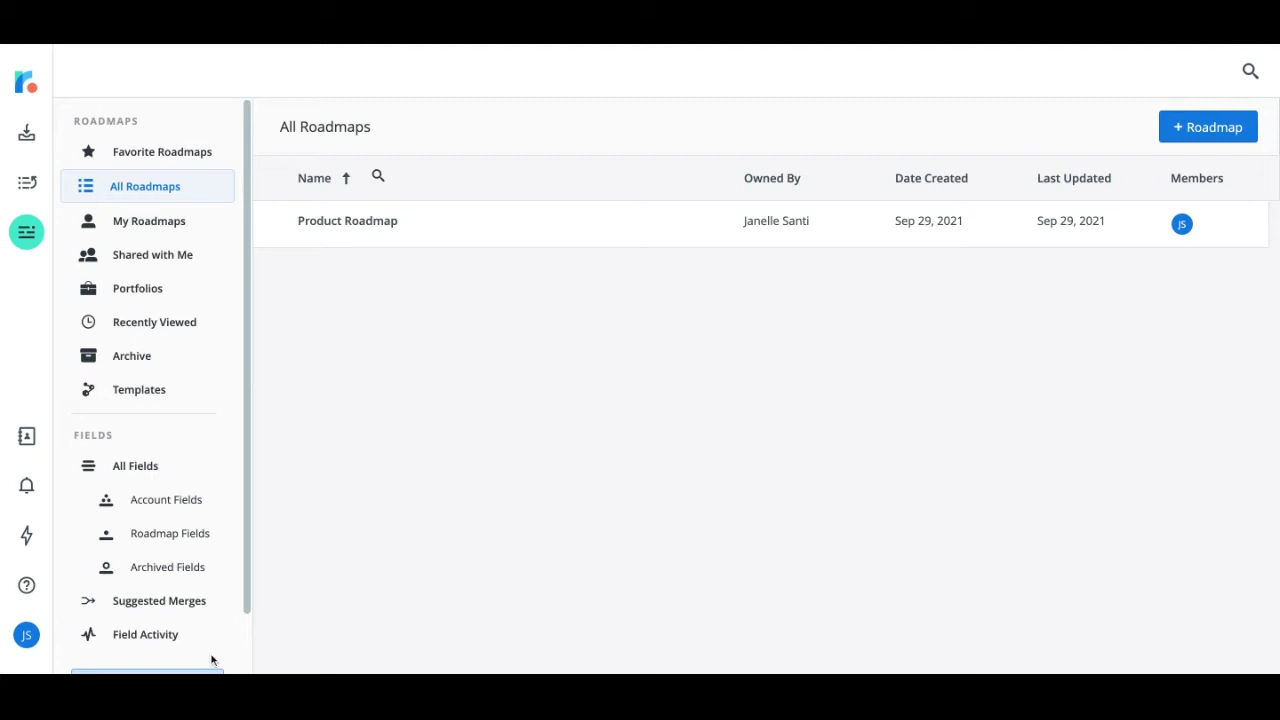 ROADMAPS
Favorite Roadmaps
All Roadmaps
My Roadmaps
Shared with Me
Portfolios
Recently Viewed
Archive
Templates
FIELDS
All Fields
Account Fields
Roadmap Fields
Archived Fields
Suggested Merges
Field Activity
JS
All Roadmaps
+ Roadmap
Name Owned By Date Created Last Updated Members
Product Roadmap Janelle Santi Sep 29, 2021 Sep 29, 2021 JS